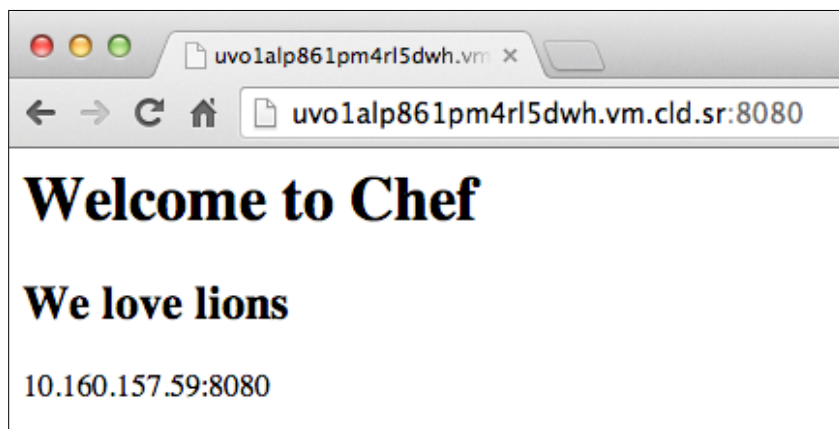 uvo1alp861pm4rl5dwh.vm
uvo1alp861pm4rl5dwh.vm.cld.sr:8080
Welcome to Chef
We love lions
10.160.157.59:8080